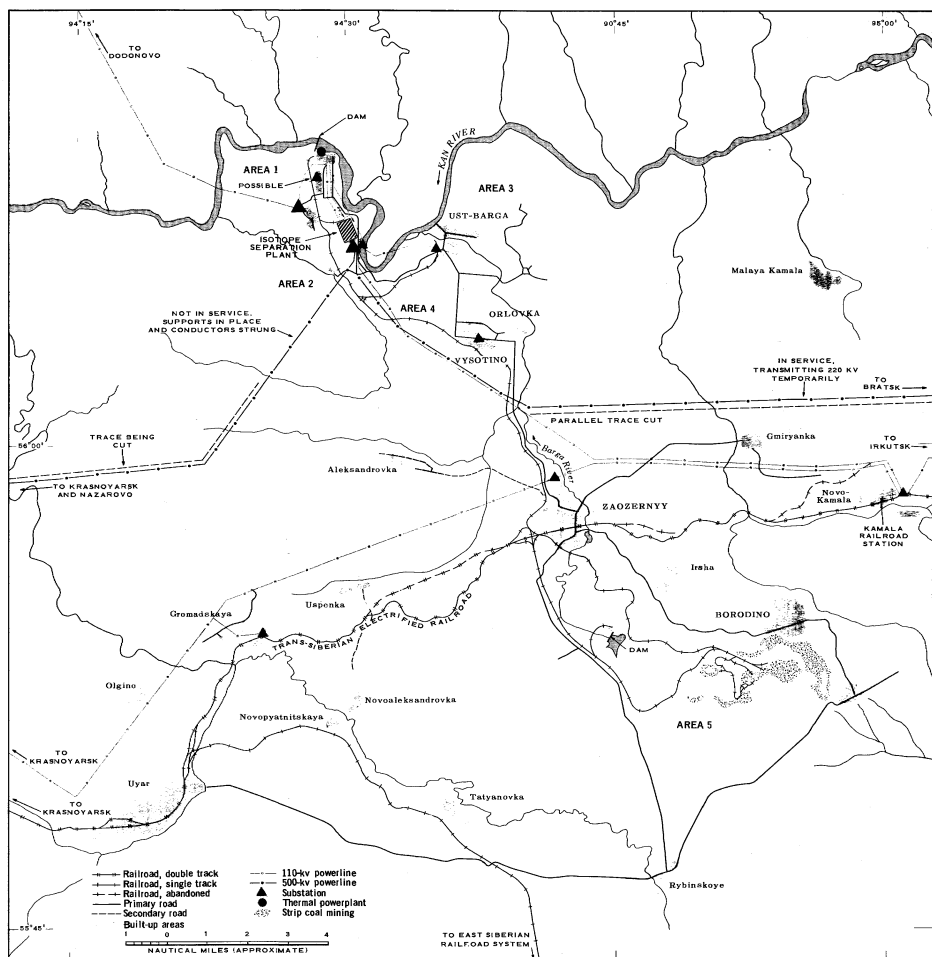 94°15'
94°30'
90°45'
95°00'
TO
DODONOVO
DAM
KAN RIVER
AREA 1
POSSIBLE
AREA 3
UST-BARGA
ISOTOPE
SEPARATION
PLANT
AREA 2
Malaya Kamala
NOT IN SERVICE,
SUPPORTS IN PLACE
AND CONDUCTORS STRUNG
AREA 4
ORLOVKA
VYSOTINO
IN SERVICE,
TRANSMITTING 220 KV
TEMPORARILY
TO
BRATSK
PARALLEL TRACE CUT
TRACE BEING
CUT
56°00'
Gmiryanka
TO
IRKUTSK
Barga River
Aleksandrovka
TO KRASNOYARSK
AND NAZAROVO
Novo-
Kamala
ZAOZERNYY
KAMALA
RAILROAD
STATION
Irsha
Uspenka
Gromadskaya
BORODINO
TRANS-SIBERIAN ELECTRIFIED RAILROAD
DAM
Olgino
Novoaleksandrovka
Novopyatnitskaya
AREA 5
TO
KRASNOYARSK
Uyar
TO
KRASNOYARSK
Tatyanovka
Rybinskoye
Railroad, double track
Railroad, single track
Railroad, abandoned
Primary road
Secondary road
Built-up areas
110-kv powerline
500-kv powerline
Substation
Thermal powerplant
Strip coal mining
55°45'
1 0 1 2 3 4
NAUTICAL MILES (APPROXIMATE)
TO EAST SIBERIAN
RAILROAD SYSTEM